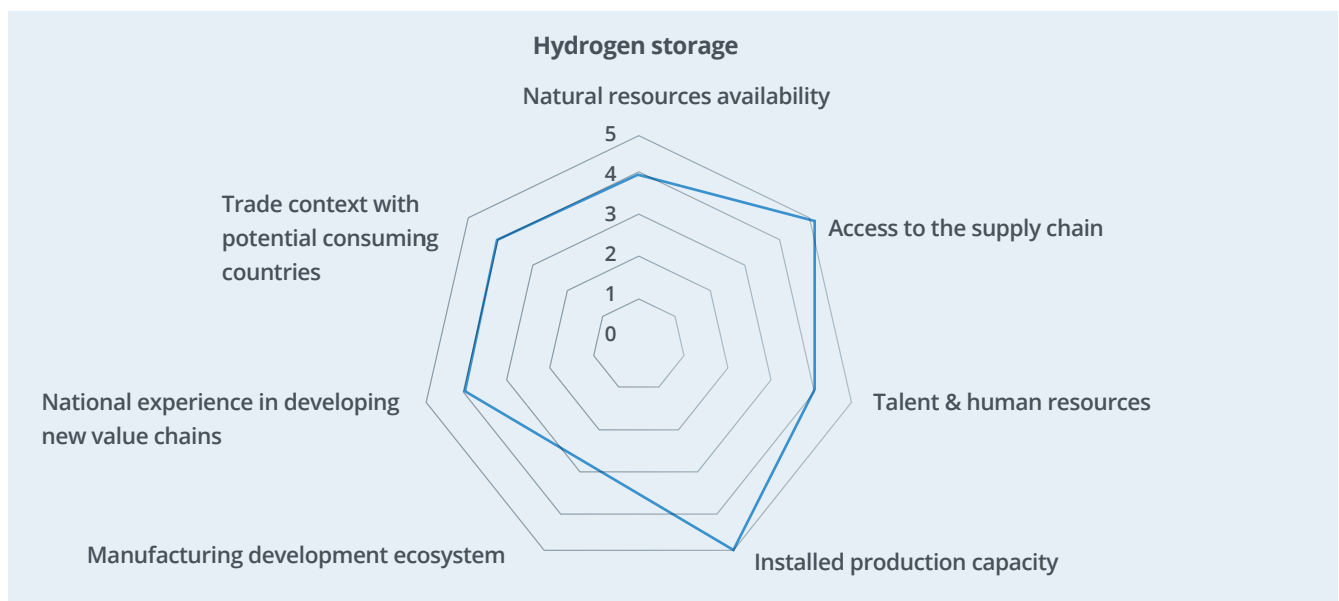 Hydrogen storage
Natural resources availability
5
4
3
2
1
0
Trade context with
potential consuming
countries
Access to the supply chain
National experience in developing
new value chains
Talent & human resources
Manufacturing development ecosystem
Installed production capacity